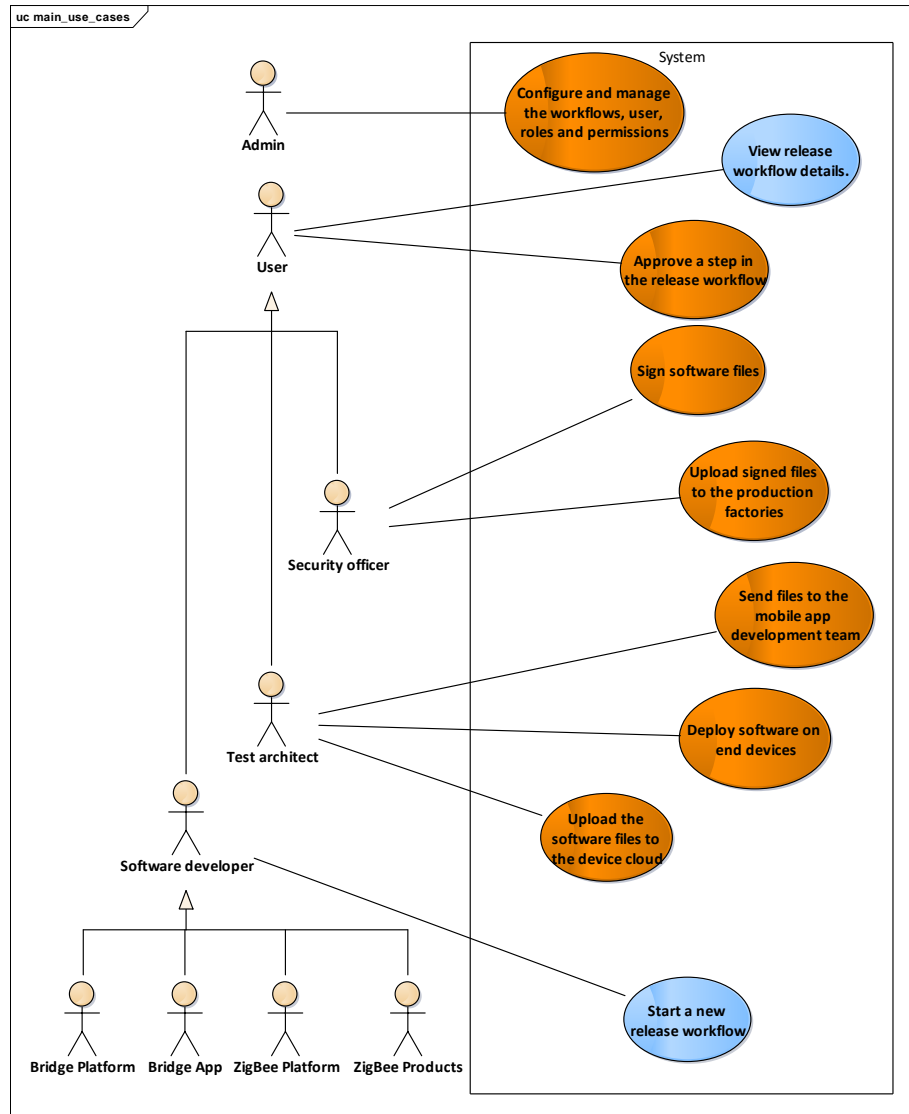 uc main_use_cases
System
Configure and manage
the workflows, user,
roles and permissions
Admin
View release
workflow details.
User
Approve a step in
the release workflow
Sign software files
Upload signed files
to the production
factories
Security officer
Send files to the
mobile app
development team
Test architect
Deploy software on
end devices
Upload the
software files to
the device cloud
Software developer
Start a new
release workflow
Bridge Platform
Bridge App
ZigBee Platform
ZigBee Products